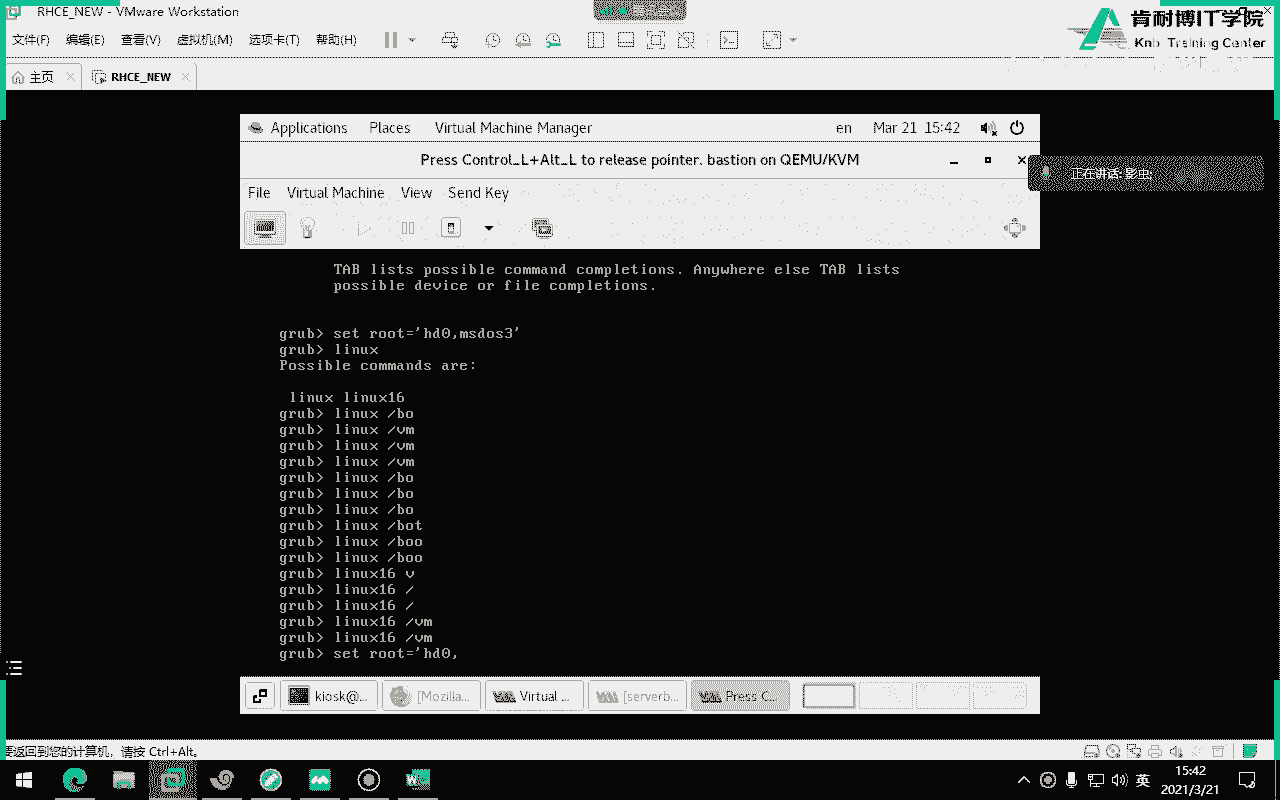 RHCE_NEW - VMware Workstation
肯耐博IT学院
Knb Training Center
文件(F) 编辑(E) 查看(V) 虚拟机(M) 选项卡(T) 帮助(H)
主页 RHCE_NEW
Applications Places Virtual Machine Manager en Mar 21 15:42
Press Control_L+Alt_L to release pointer. bastion on QEMU/KVM
正在讲话: 影虫;
File Virtual Machine View Send Key
TAB lists possible command completions. Anywhere else TAB lists
possible device or file completions.
grub> set root='hd0,msdos3'
grub> linux
Possible commands are:
linux linux16
grub> linux /bo
grub> linux /vm
grub> linux /vm
grub> linux /vm
grub> linux /bo
grub> linux /bo
grub> linux /bo
grub> linux /bot
grub> linux /boo
grub> linux /boo
grub> linux16 v
grub> linux16 /
grub> linux16 /
grub> linux16 /vm
grub> linux16 /vm
grub> set root='hd0,
kiosk@... [Mozilla... Virtual ... [serverb... Press C...
要返回到您的计算机，请按 Ctrl+Alt。
英 15:42
2021/3/21